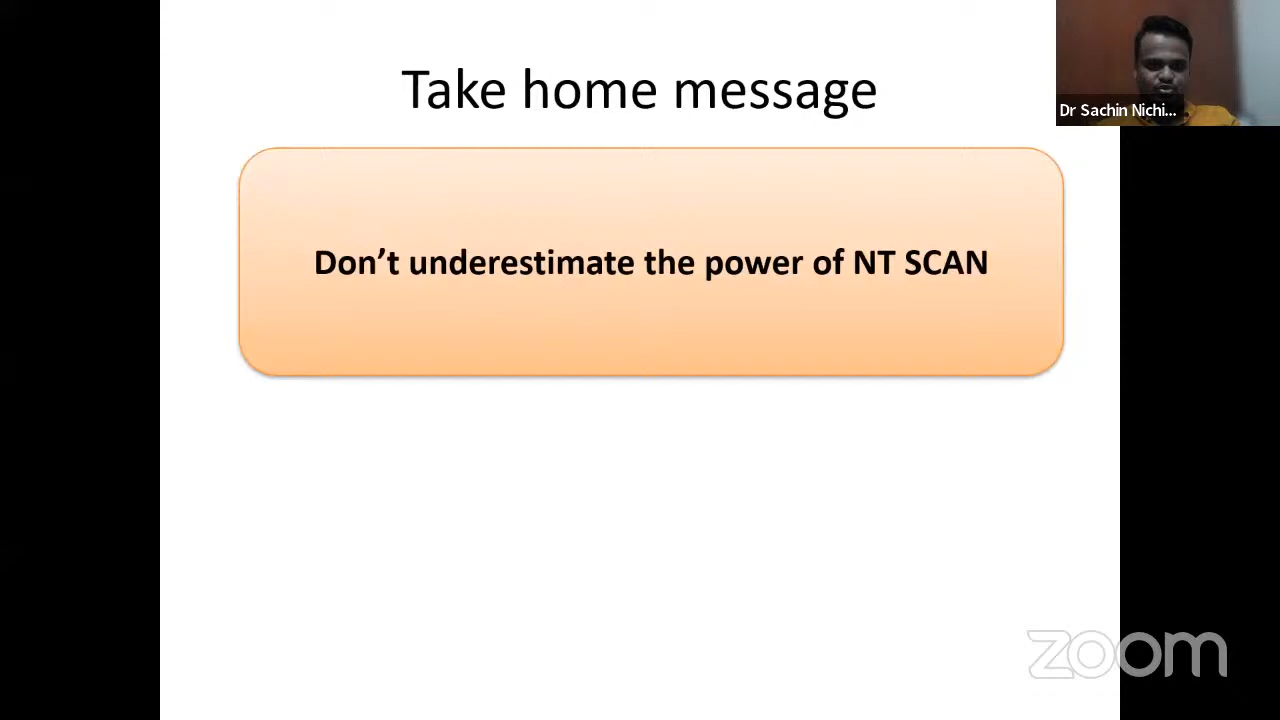 Take home message
Dr Sachin Nichi...
Don’t underestimate the power of NT SCAN
zoom